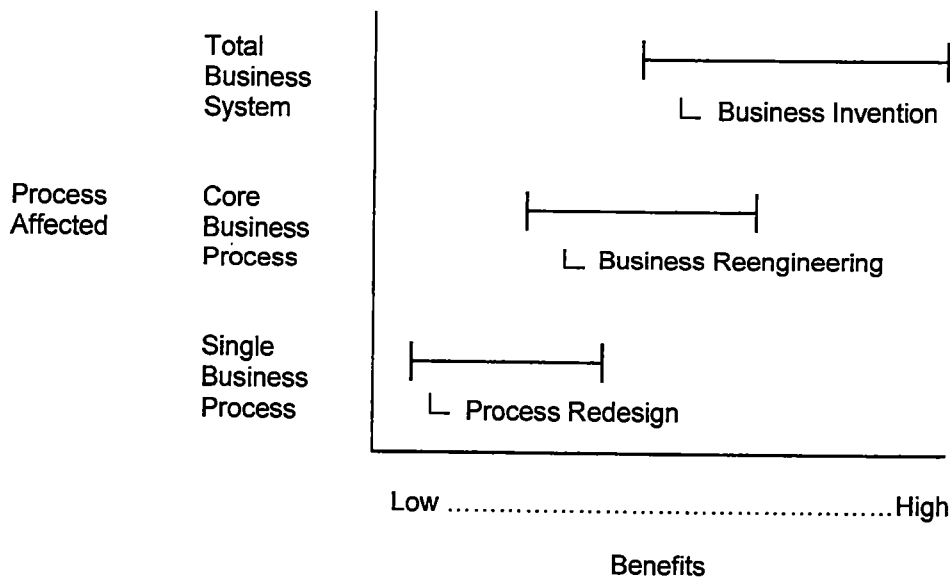 Total
Business
System
Business Invention
Process
Affected
Core
Business
Process
Business Reengineering
Single
Business
Process
Process Redesign
Low ..................................................High
Benefits